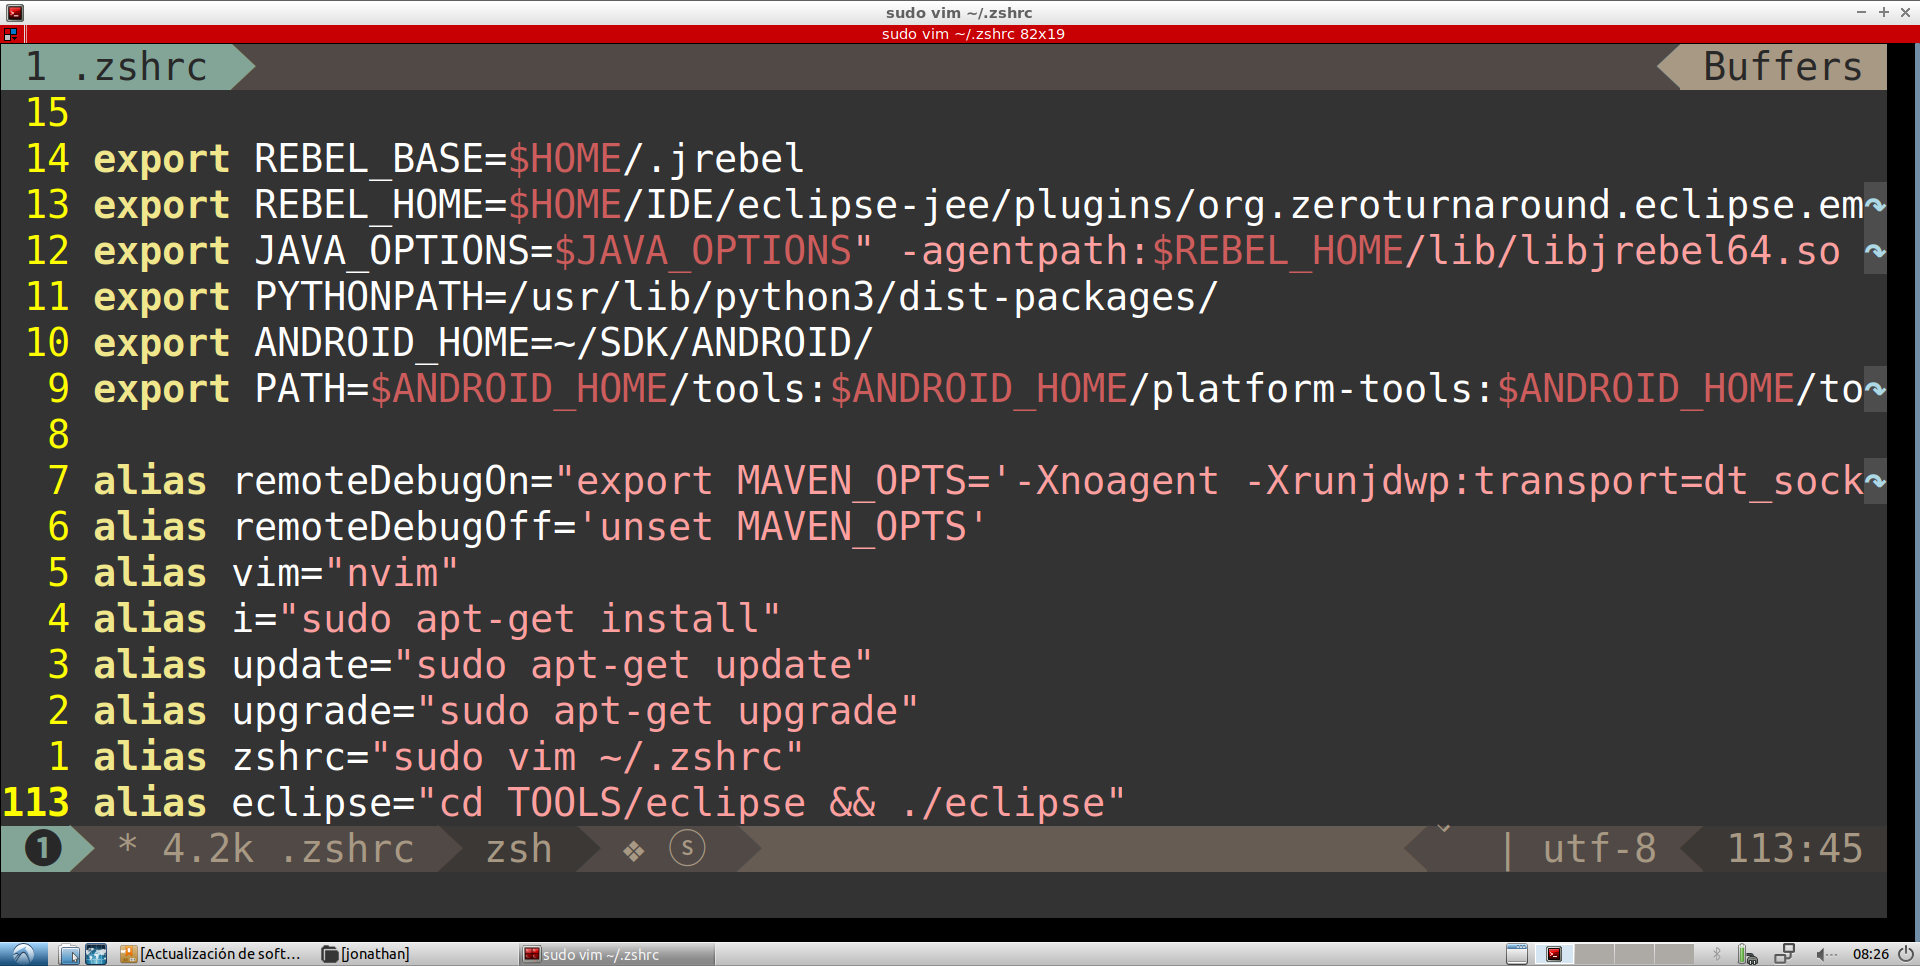 sudo vim ~/.zshrc
sudo vim ~/.zshrc 82x19
1 .zshrc Buffers
15
14 export REBEL_BASE=$HOME/.jrebel
13 export REBEL_HOME=$HOME/IDE/eclipse-jee/plugins/org.zeroturnaround.eclipse.em↷
12 export JAVA_OPTIONS=$JAVA_OPTIONS" -agentpath:$REBEL_HOME/lib/libjrebel64.so ↷
11 export PYTHONPATH=/usr/lib/python3/dist-packages/
10 export ANDROID_HOME=~/SDK/ANDROID/
9 export PATH=$ANDROID_HOME/tools:$ANDROID_HOME/platform-tools:$ANDROID_HOME/to↷
8
7 alias remoteDebugOn="export MAVEN_OPTS='-Xnoagent -Xrunjdwp:transport=dt_sock↷
6 alias remoteDebugOff='unset MAVEN_OPTS'
5 alias vim="nvim"
4 alias i="sudo apt-get install"
3 alias update="sudo apt-get update"
2 alias upgrade="sudo apt-get upgrade"
1 alias zshrc="sudo vim ~/.zshrc"
113 alias eclipse="cd TOOLS/eclipse && ./eclipse"
❶ * 4.2k .zshrc zsh ❖ ⓢ | utf-8 113:45
[Actualización de soft... [jonathan] sudo vim ~/.zshrc 08:26